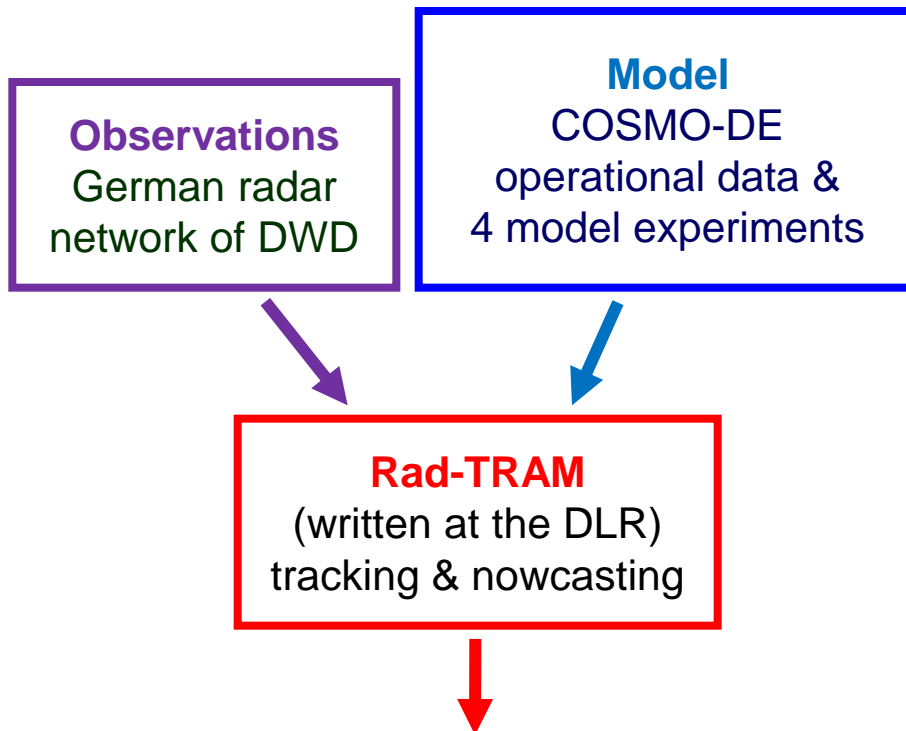 Observations
German radar
network of DWD
Model
COSMO-DE
operational data &
4 model experiments
Rad-TRAM
(written at the DLR)
tracking & nowcasting